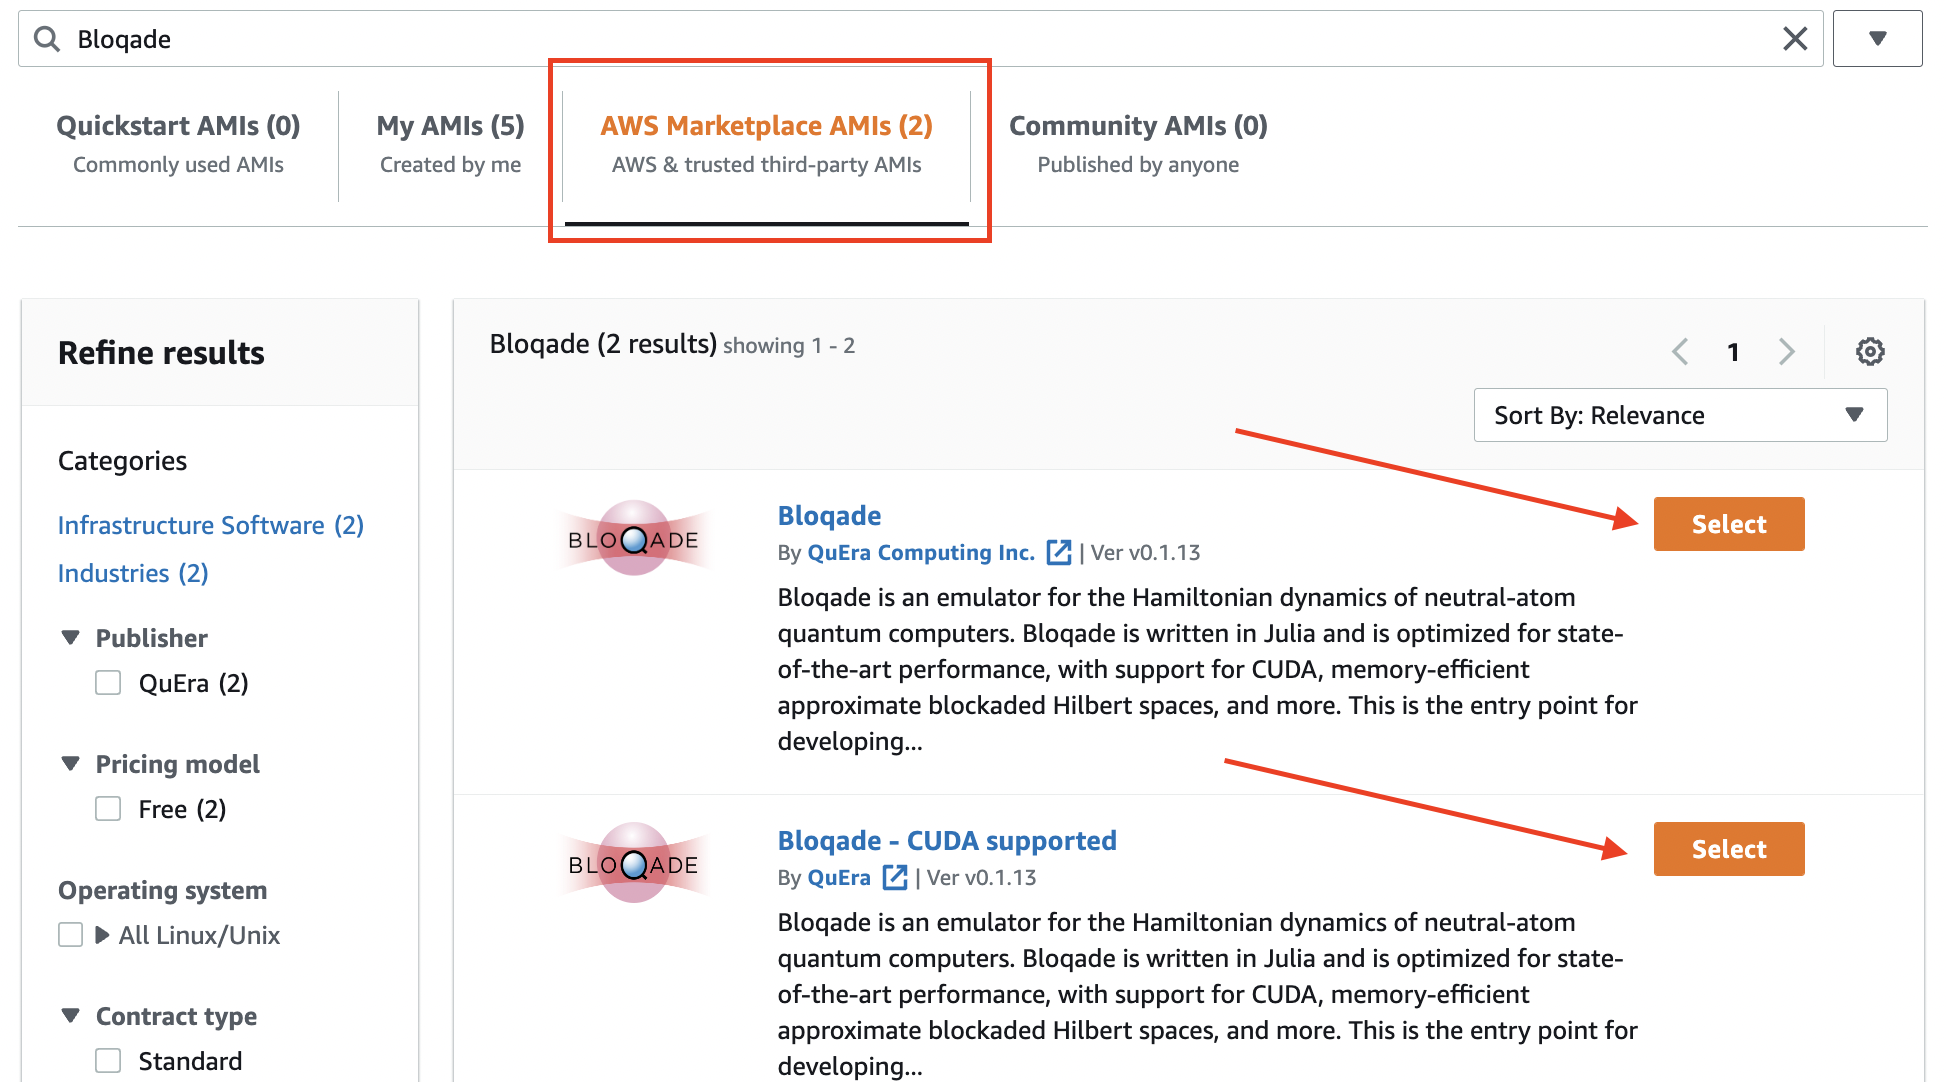 Bloqade
Quickstart AMIs (0)
Commonly used AMIs
My AMIs (5)
Created by me
AWS Marketplace AMIs (2)
AWS & trusted third-party AMIs
Community AMIs (0)
Published by anyone
Refine results
Categories
Infrastructure Software (2)
Industries (2)
Publisher
QuEra (2)
Pricing model
Free (2)
Operating system
All Linux/Unix
Contract type
Standard
Bloqade (2 results) showing 1 - 2
1
Sort By: Relevance
BLOQADE
Bloqade
By QuEra Computing Inc. | Ver v0.1.13
Bloqade is an emulator for the Hamiltonian dynamics of neutral-atom
quantum computers. Bloqade is written in Julia and is optimized for state-
of-the-art performance, with support for CUDA, memory-efficient
approximate blockaded Hilbert spaces, and more. This is the entry point for
developing...
Select
BLOQADE
Bloqade - CUDA supported
By QuEra | Ver v0.1.13
Bloqade is an emulator for the Hamiltonian dynamics of neutral-atom
quantum computers. Bloqade is written in Julia and is optimized for state-
of-the-art performance, with support for CUDA, memory-efficient
approximate blockaded Hilbert spaces, and more. This is the entry point for
developing...
Select